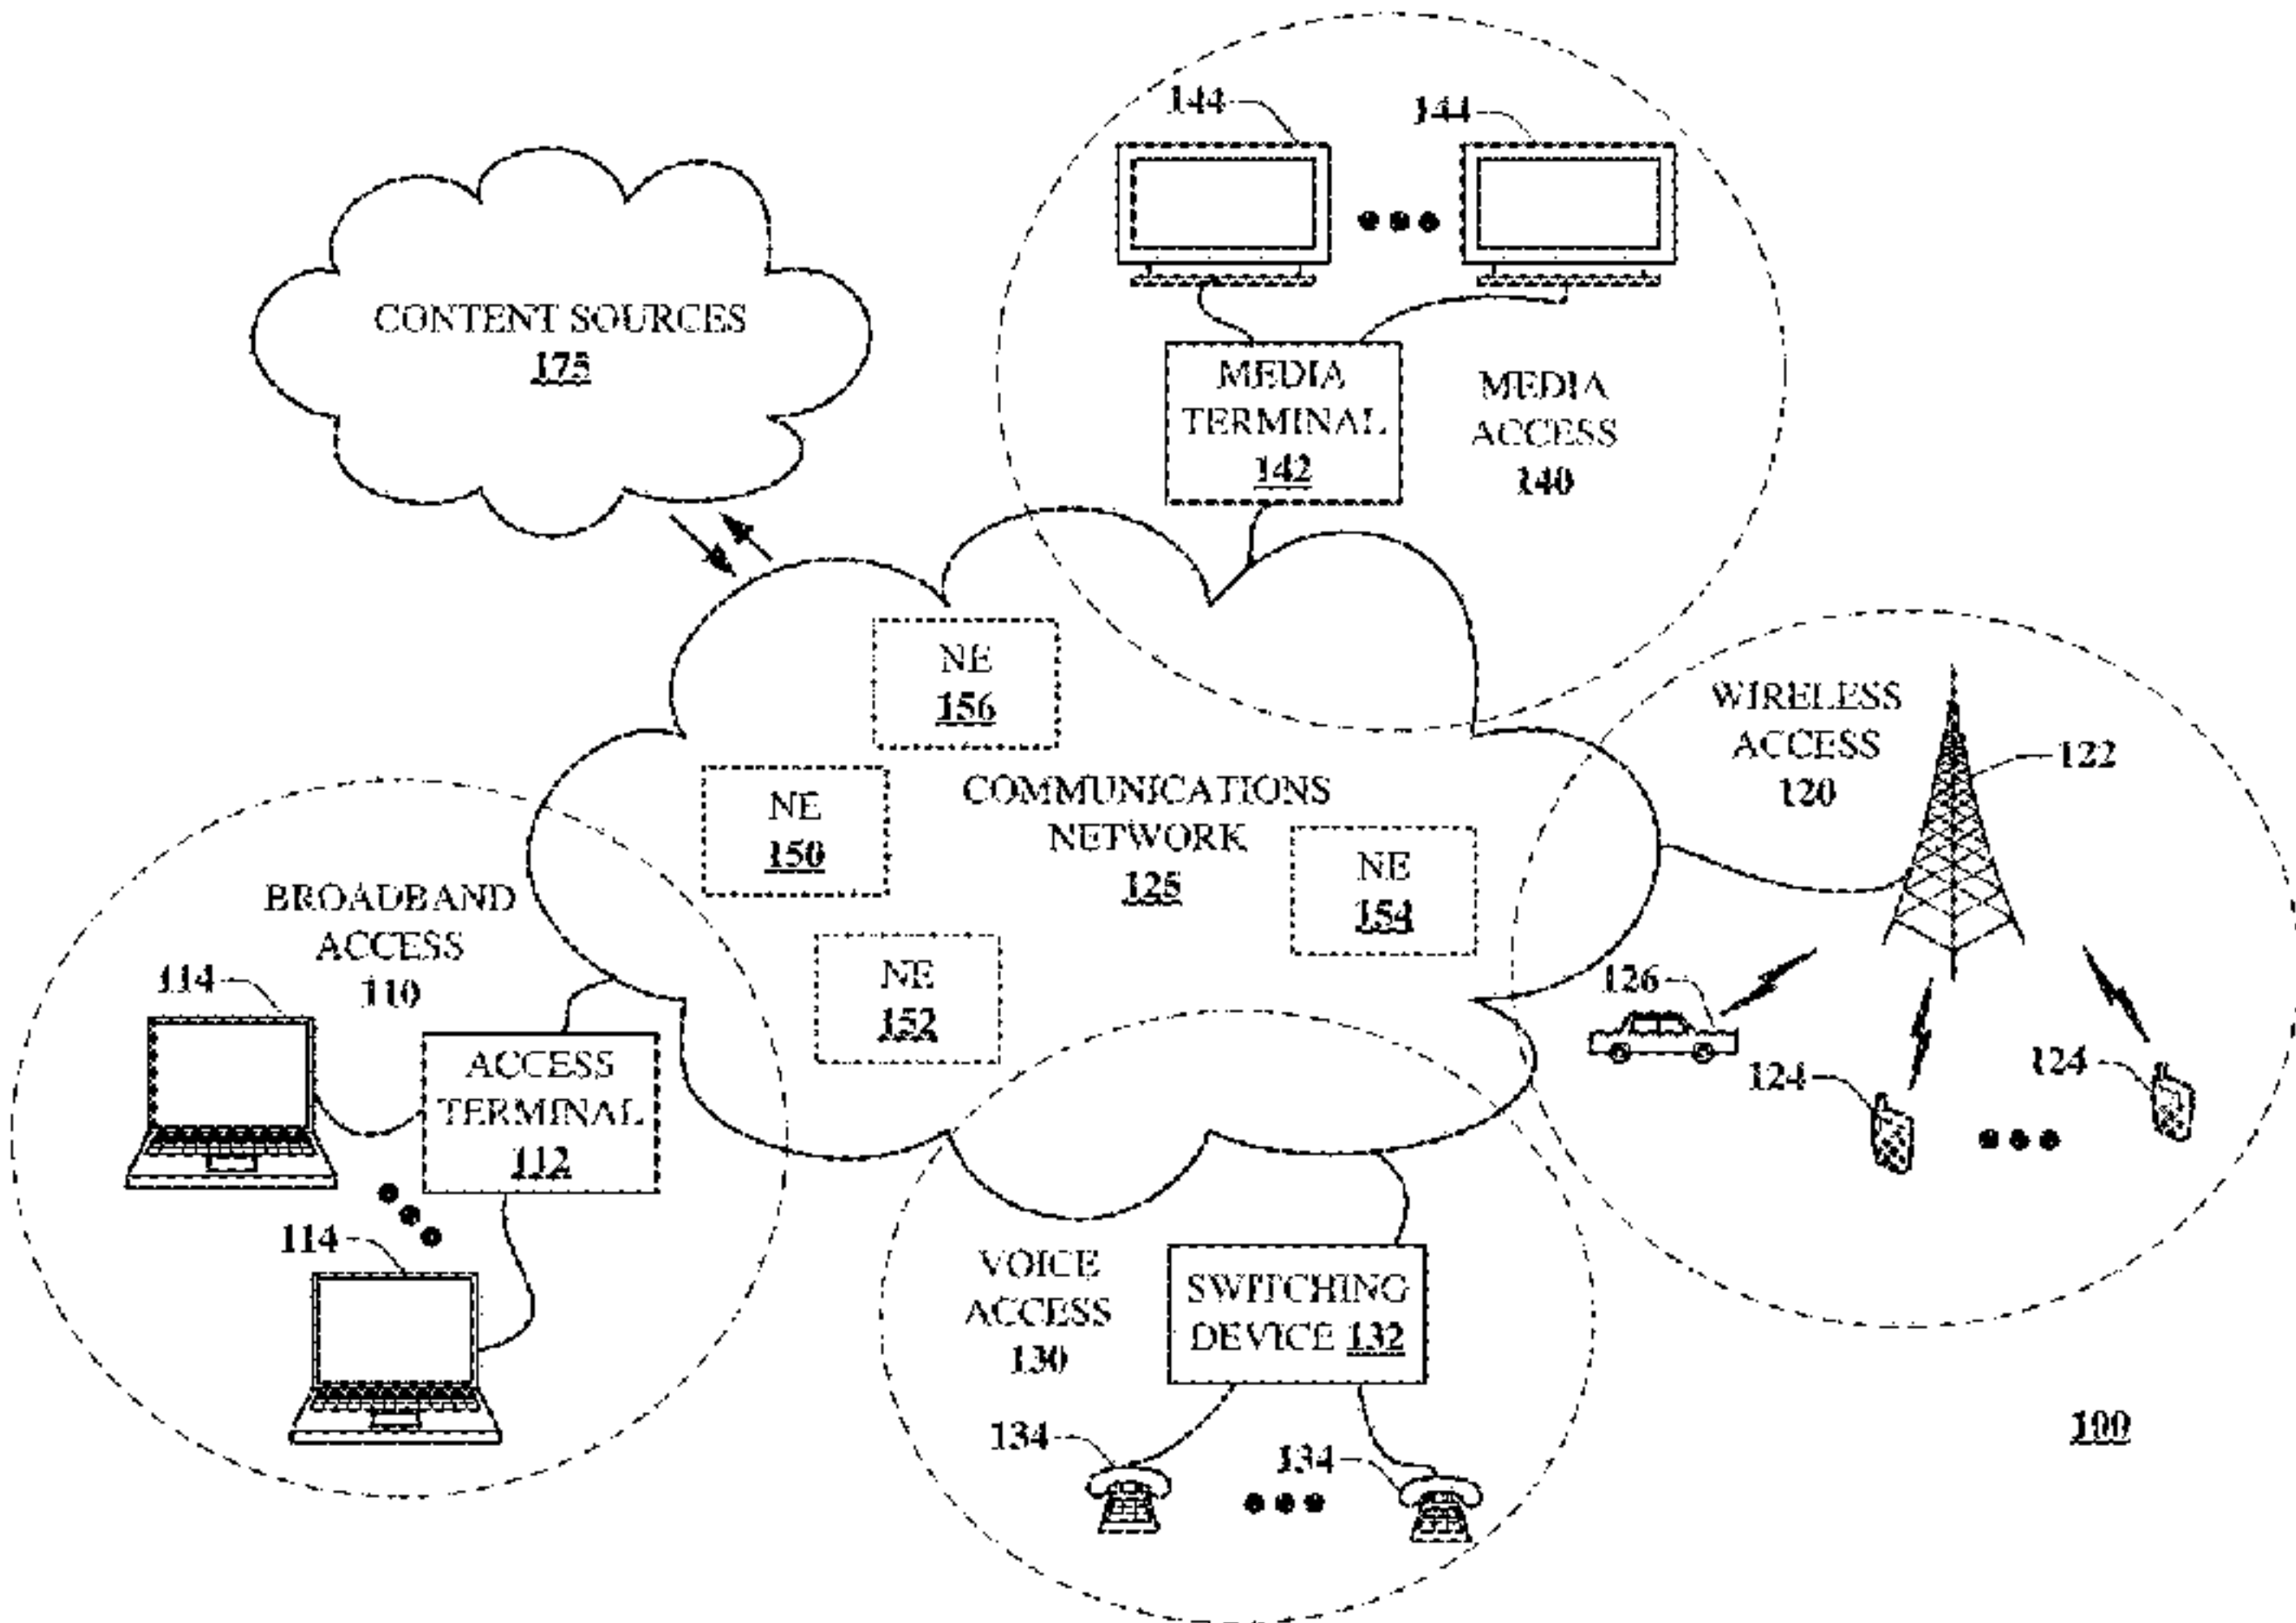 144
144
CONTENT SOURCES
175
MEDIA
TERMINAL
142
MEDIA
ACCESS
140
NE
156
WIRELESS
ACCESS
120
122
NE
150
COMMUNICATIONS
NETWORK
125
NE
154
BROADBAND
ACCESS
110
114
NE
152
126
124
124
ACCESS
TERMINAL
112
114
VOICE
ACCESS
130
SWITCHING
DEVICE 132
134
134
100